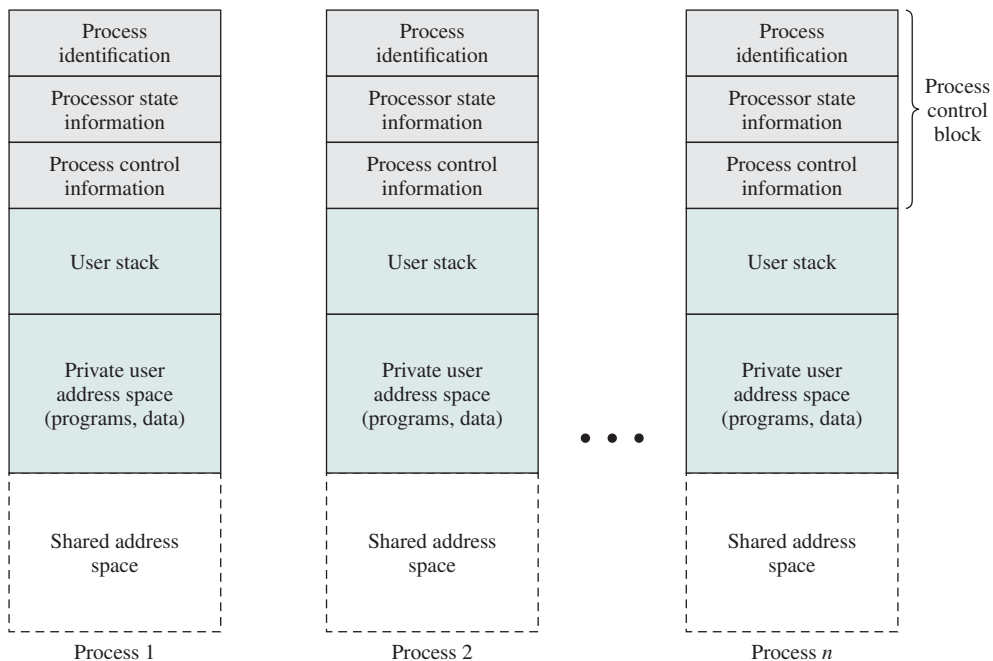 Process
identification
Processor state
information
Process control
information
User stack
Private user
address space
(programs, data)
Shared address
space
Process 1
Process
identification
Processor state
information
Process control
information
User stack
Private user
address space
(programs, data)
Shared address
space
Process 2
• • •
Process
identification
Processor state
information
Process control
information
User stack
Private user
address space
(programs, data)
Shared address
space
Process n
Process
control
block